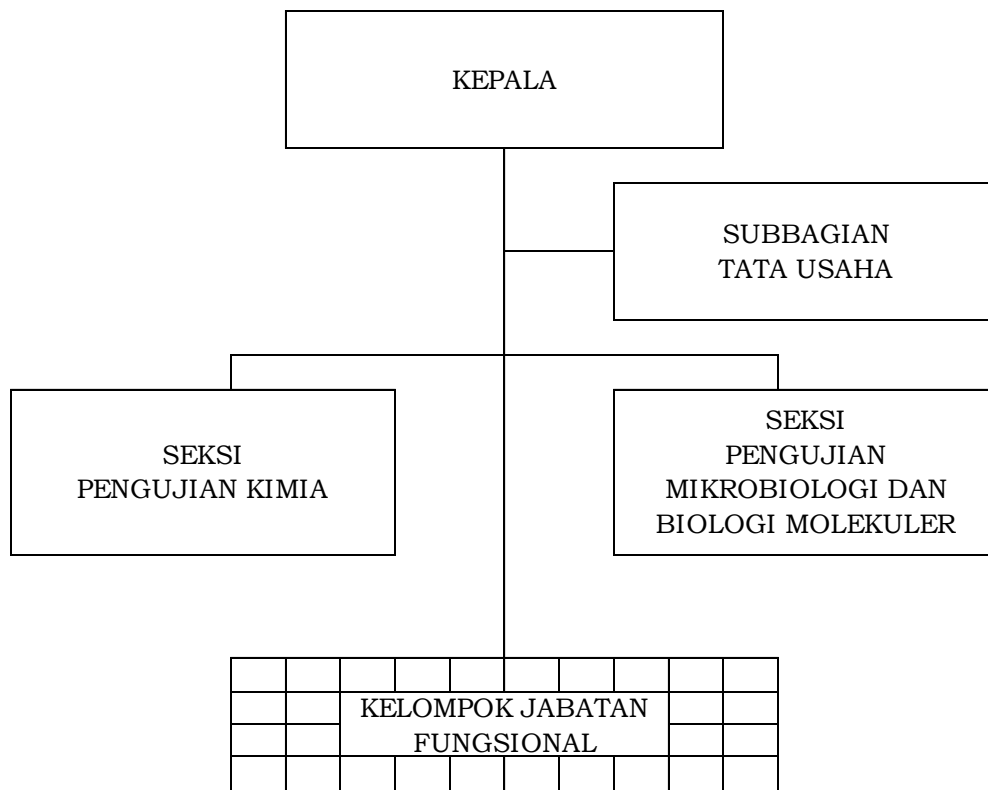 KEPALA
SUBBAGIAN
TATA USAHA
SEKSI
PENGUJIAN KIMIA
SEKSI
PENGUJIAN
MIKROBIOLOGI DAN
BIOLOGI MOLEKULER
KELOMPOK JABATAN
FUNGSIONAL